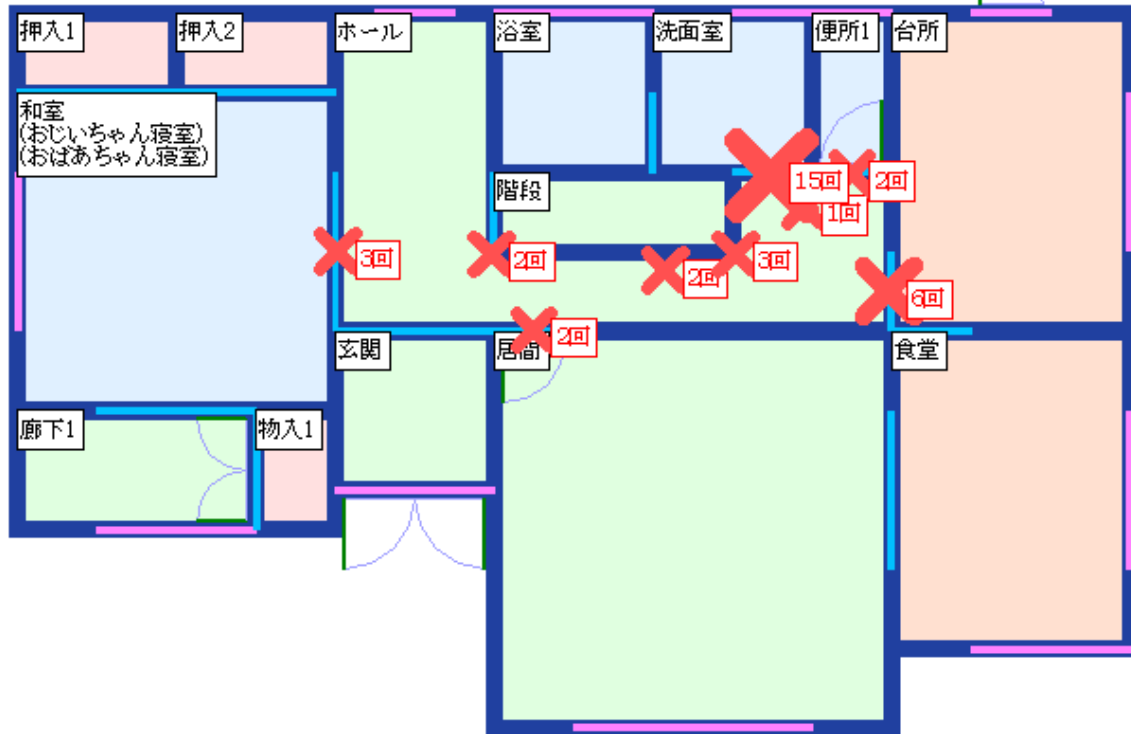 押入1
押入2
ホール
浴室
洗面室
便所1
台所
和室
(おじいちゃん寝室)
(おばあちゃん寝室)
階段
15回
2回
1回
3回
2回
2回
3回
6回
2回
玄関
居間
食堂
廊下1
物入1